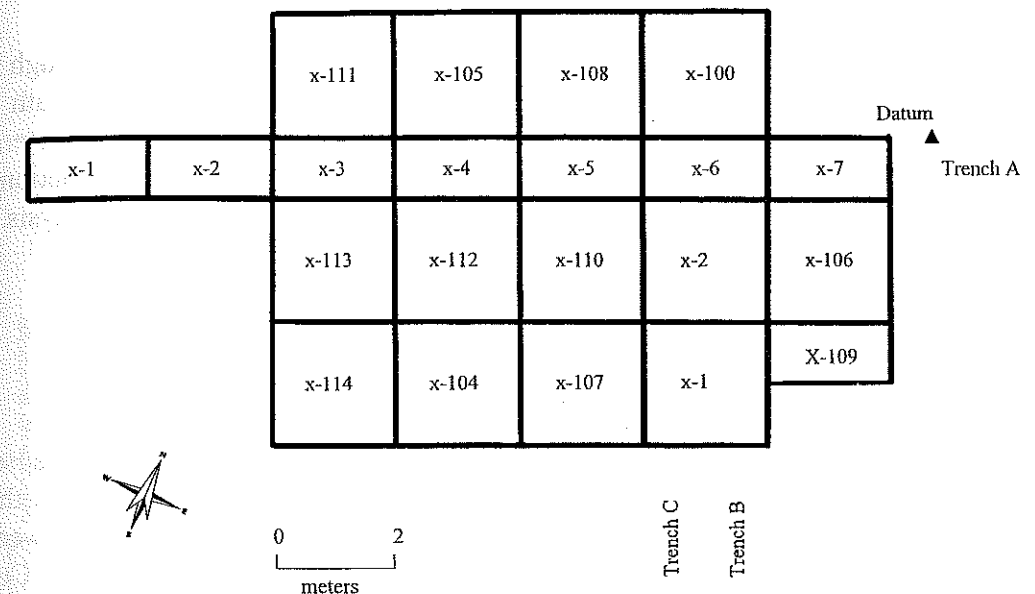 x-111 x-105 x-108 x-100
Datum
x-1 x-2 x-3 x-4 x-5 x-6 x-7 Trench A
x-113 x-112 x-110 x-2 x-106
X-109
x-114 x-104 x-107 x-1
N
0 2
meters
Trench C
Trench B